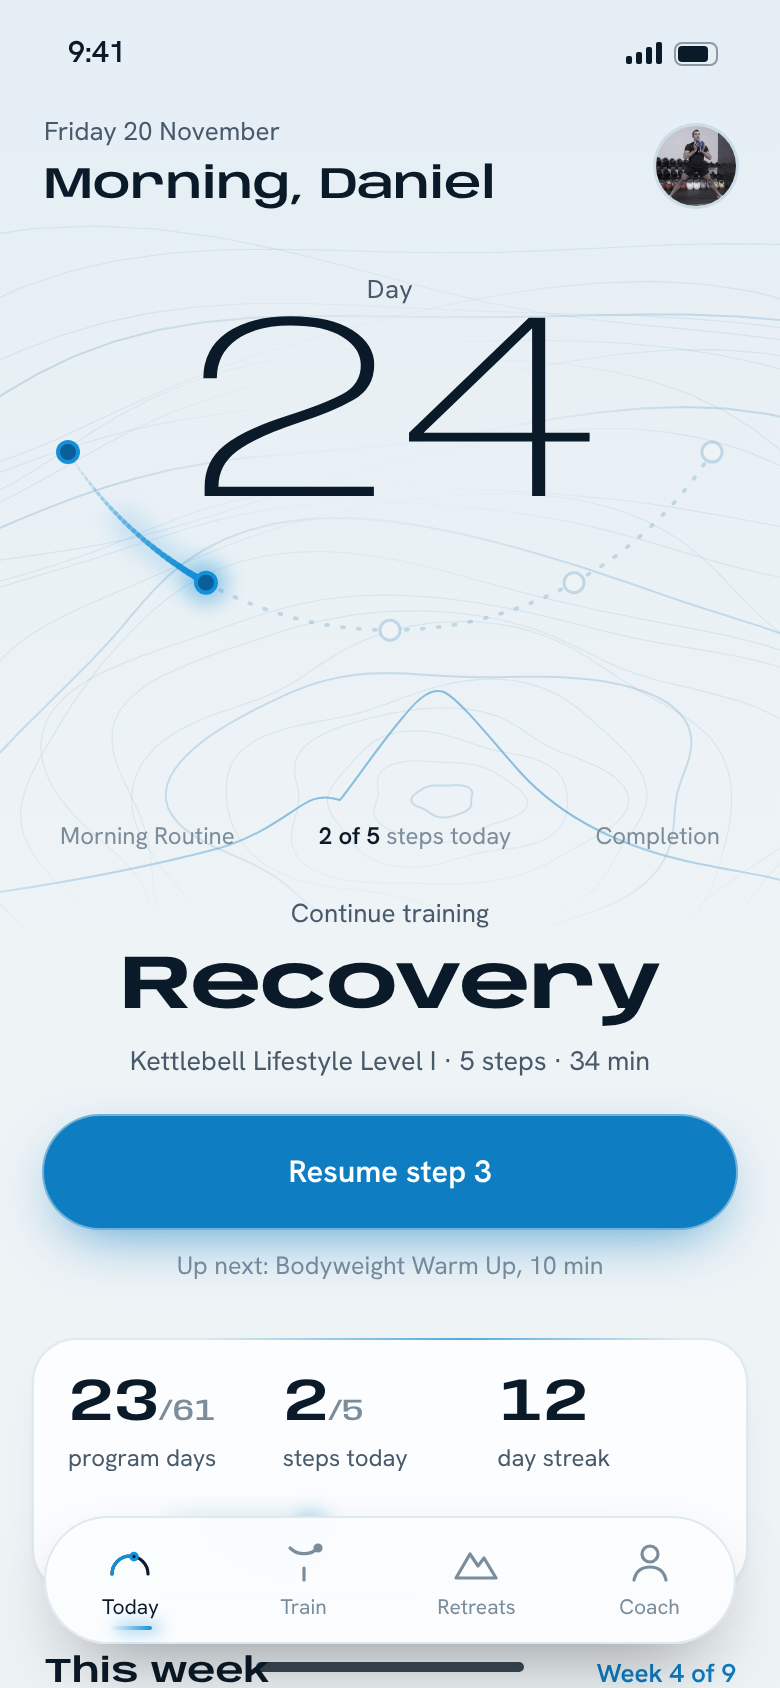 9:41
Friday 20 November
Morning, Daniel
Day
24
Morning Routine 2 of 5 steps today Completion
Continue training
Recovery
Kettlebell Lifestyle Level I · 5 steps · 34 min
Resume step 3
Up next: Bodyweight Warm Up, 10 min
23/61 2/5 12
program days steps today day streak
Today Train Retreats Coach
This week Week 4 of 9